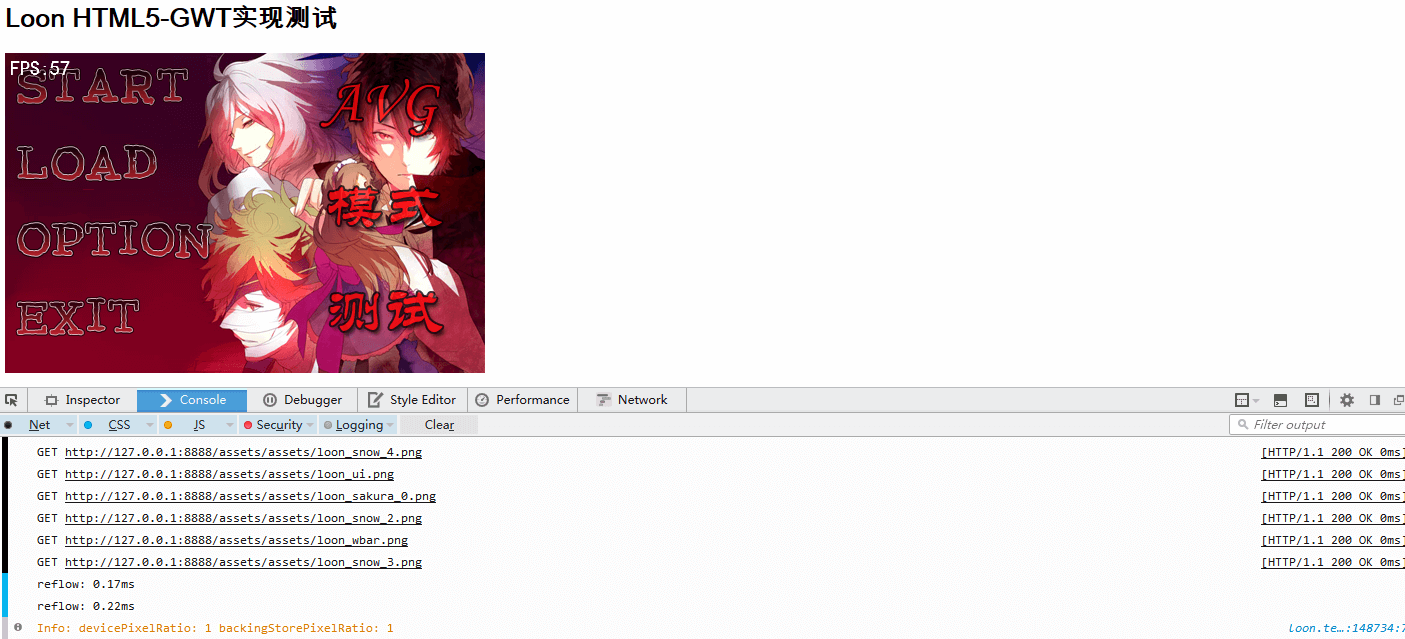 Loon HTML5-GWT实现测试
FPS:57
START
AVG
LOAD
模式
OPTION
测试
EXIT
Inspector Console Debugger Style Editor Performance Network
Net CSS JS Security Logging Clear Filter output
GET http://127.0.0.1:8888/assets/assets/loon_snow_4.png [HTTP/1.1 200 OK 0ms]
GET http://127.0.0.1:8888/assets/assets/loon_ui.png [HTTP/1.1 200 OK 0ms]
GET http://127.0.0.1:8888/assets/assets/loon_sakura_0.png [HTTP/1.1 200 OK 0ms]
GET http://127.0.0.1:8888/assets/assets/loon_snow_2.png [HTTP/1.1 200 OK 0ms]
GET http://127.0.0.1:8888/assets/assets/loon_wbar.png [HTTP/1.1 200 OK 0ms]
GET http://127.0.0.1:8888/assets/assets/loon_snow_3.png [HTTP/1.1 200 OK 0ms]
reflow: 0.17ms
reflow: 0.22ms
Info: devicePixelRatio: 1 backingStorePixelRatio: 1 loon.te…:148734:7